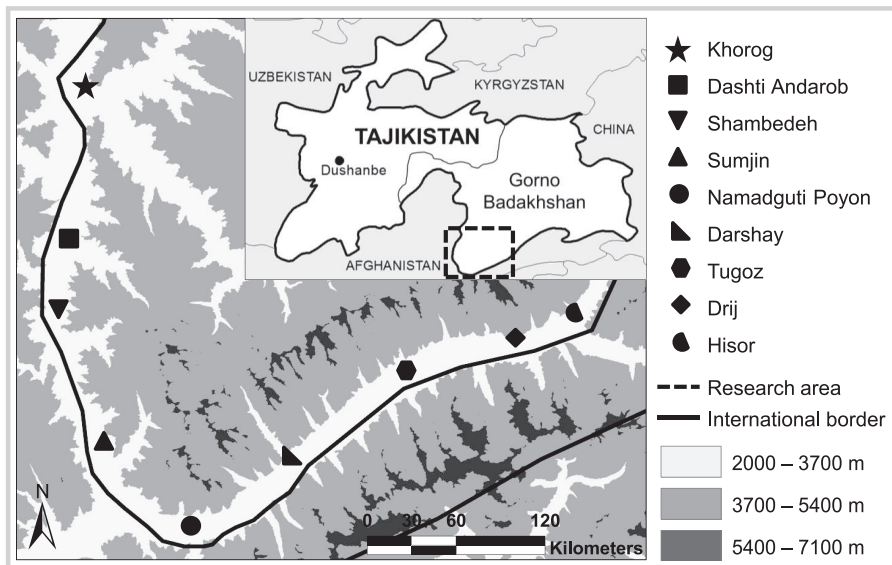 UZBEKISTAN
KYRGYZSTAN
CHINA
TAJIKISTAN
Dushanbe
Gorno
Badakhshan
AFGHANISTAN
N
0 30 60 120
Kilometers
Khorog
Dashti Andarob
Shambedeh
Sumjin
Namadguti Poyon
Darshay
Tugoz
Drij
Hisor
Research area
International border
2000 – 3700 m
3700 – 5400 m
5400 – 7100 m